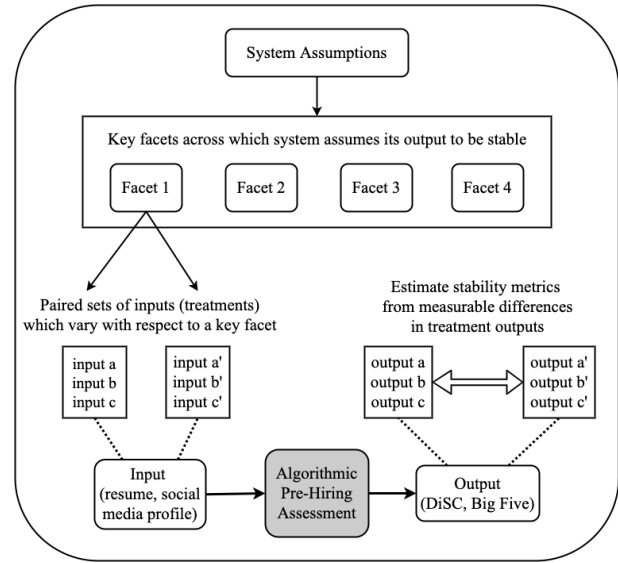 System Assumptions
Key facets across which system assumes its output to be stable
Facet 1
Facet 2
Facet 3
Facet 4
Paired sets of inputs (treatments)
which vary with respect to a key facet
input a
input b
input c
input a'
input b'
input c'
Estimate stability metrics
from measurable differences
in treatment outputs
output a
output b
output c
output a'
output b'
output c'
Input
(resume, social
media profile)
Algorithmic
Pre-Hiring
Assessment
Output
(DiSC, Big Five)